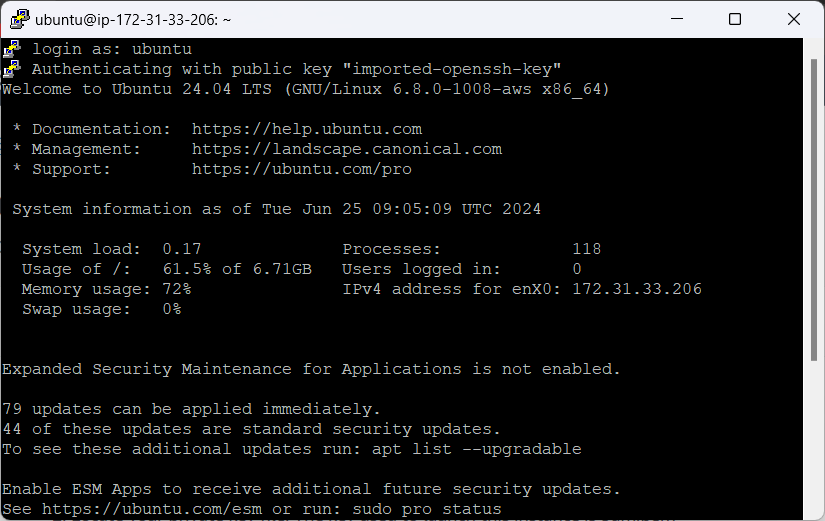 ubuntu@ip-172-31-33-206: ~
login as: ubuntu
Authenticating with public key "imported-openssh-key"
Welcome to Ubuntu 24.04 LTS (GNU/Linux 6.8.0-1008-aws x86_64)
* Documentation:  https://help.ubuntu.com
* Management:     https://landscape.canonical.com
* Support:        https://ubuntu.com/pro
System information as of Tue Jun 25 09:05:09 UTC 2024
System load:  0.17              Processes:             118
Usage of /:   61.5% of 6.71GB   Users logged in:       0
Memory usage: 72%               IPv4 address for enX0: 172.31.33.206
Swap usage:   0%
Expanded Security Maintenance for Applications is not enabled.
79 updates can be applied immediately.
44 of these updates are standard security updates.
To see these additional updates run: apt list --upgradable
Enable ESM Apps to receive additional future security updates.
See https://ubuntu.com/esm or run: sudo pro status